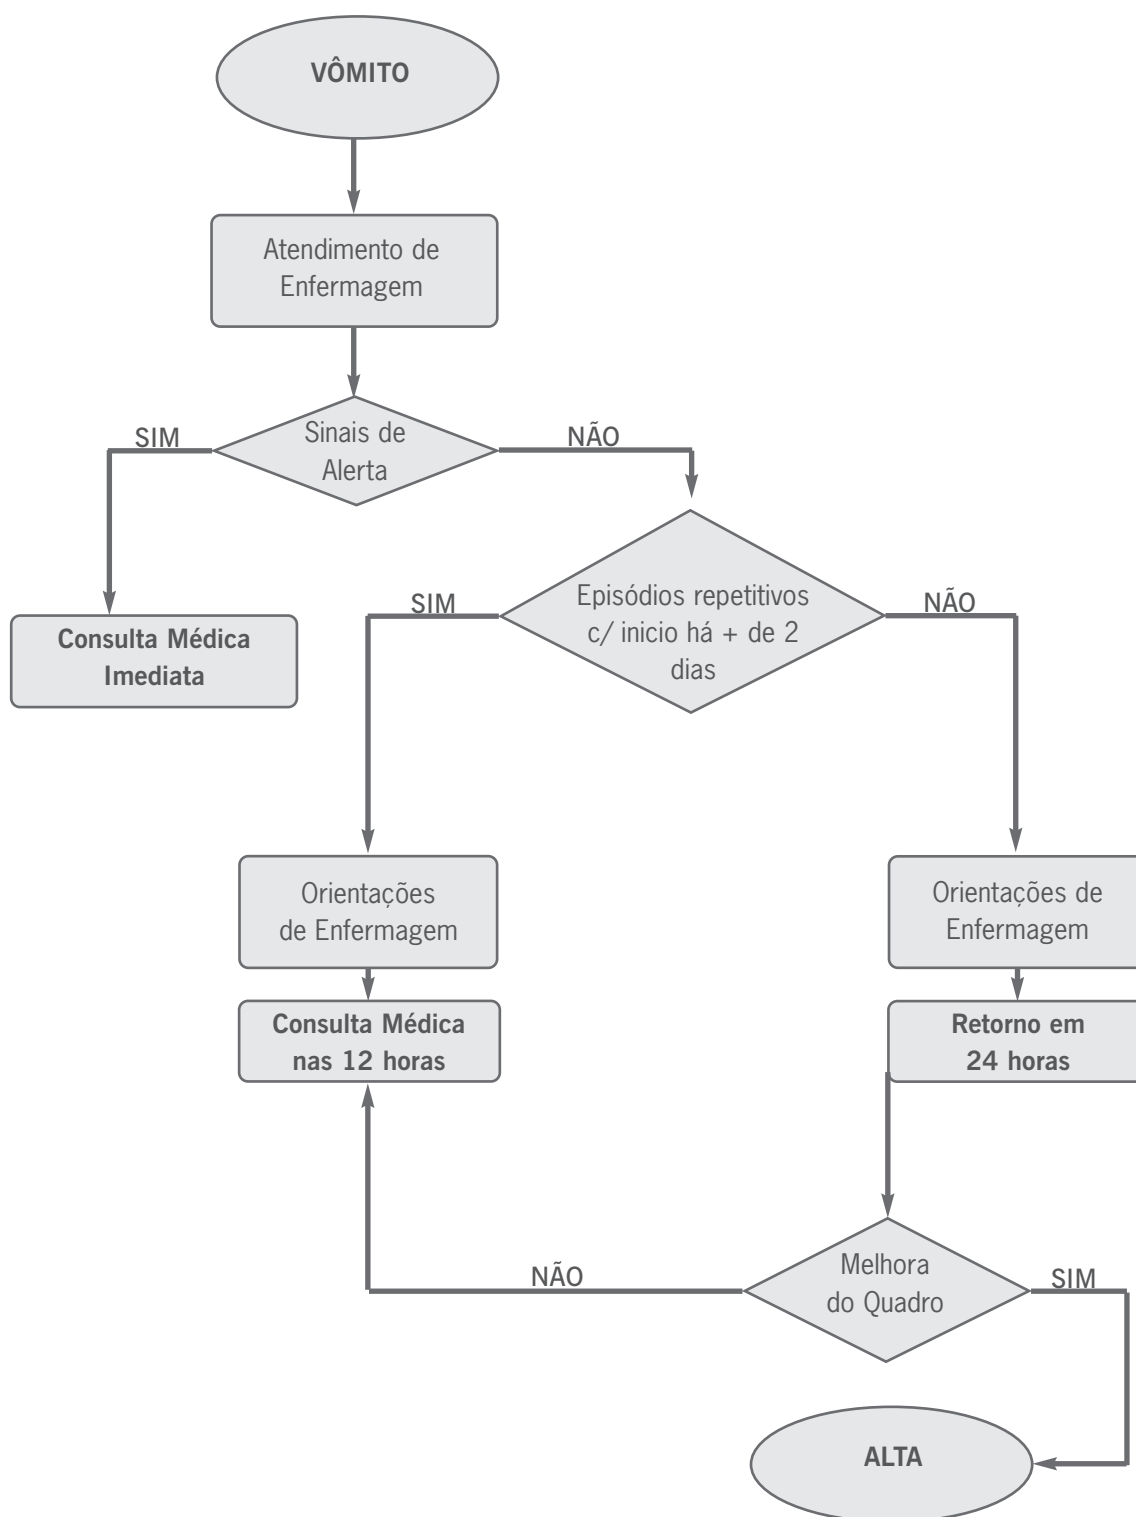 VÔMITO
Atendimento de
Enfermagem
SIM
Sinais de
Alerta
NÃO
Consulta Médica
Imediata
SIM
Episódios repetitivos
c/ inicio há + de 2
dias
NÃO
Orientações
de Enfermagem
Orientações de
Enfermagem
Consulta Médica
nas 12 horas
Retorno em
24 horas
NÃO
Melhora
do Quadro
SIM
ALTA